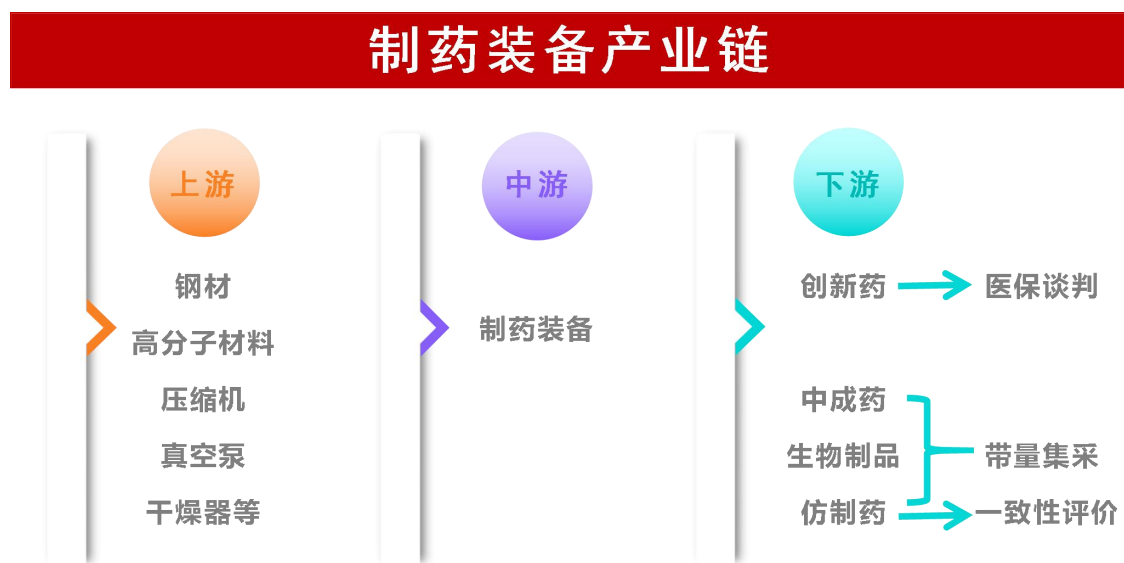 制药装备产业链
上游
钢材
高分子材料
压缩机
真空泵
干燥器等
中游
制药装备
下游
创新药
医保谈判
中成药
生物制品
仿制药
带量集采
一致性评价